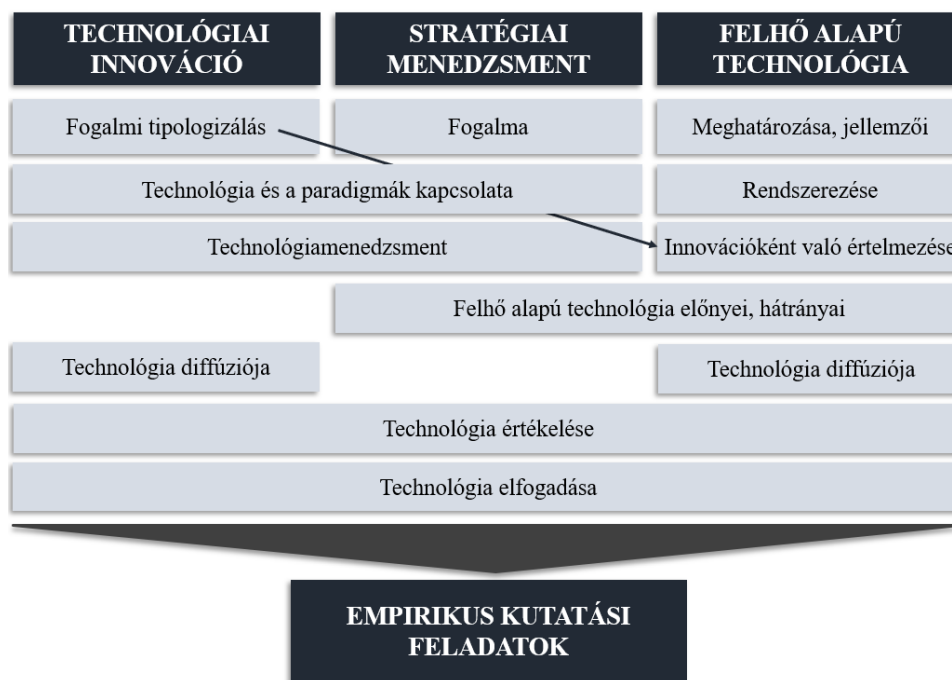 TECHNOLÓGIAI
INNOVÁCIÓ
STRATÉGIAI
MENEDZSMENT
FELHŐ ALAPÚ
TECHNOLÓGIA
Fogalmi tipologizálás
Fogalma
Meghatározása, jellemzői
Technológia és a paradigmák kapcsolata
Rendszerezése
Technológiamenedzsment
Innovációként való értelmezése
Felhő alapú technológia előnyei, hátrányai
Technológia diffúziója
Technológia diffúziója
Technológia értékelése
Technológia elfogadása
EMPIRIKUS KUTATÁSI
FELADATOK